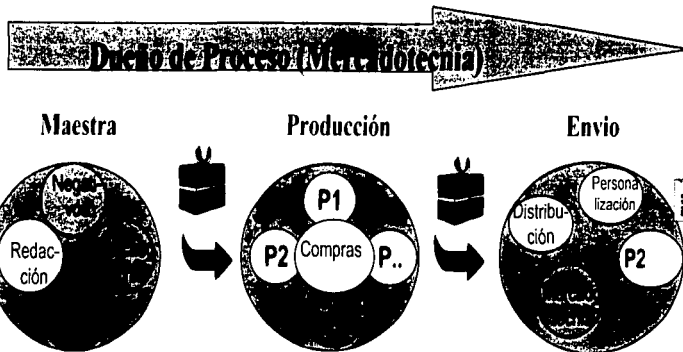 Dueño de Proceso (Mercadotecnia)
Maestra
Producción
Envio
Redac-
ción
P1
P2
Compras
P..
Persona
lización
Distribu-
ción
P2